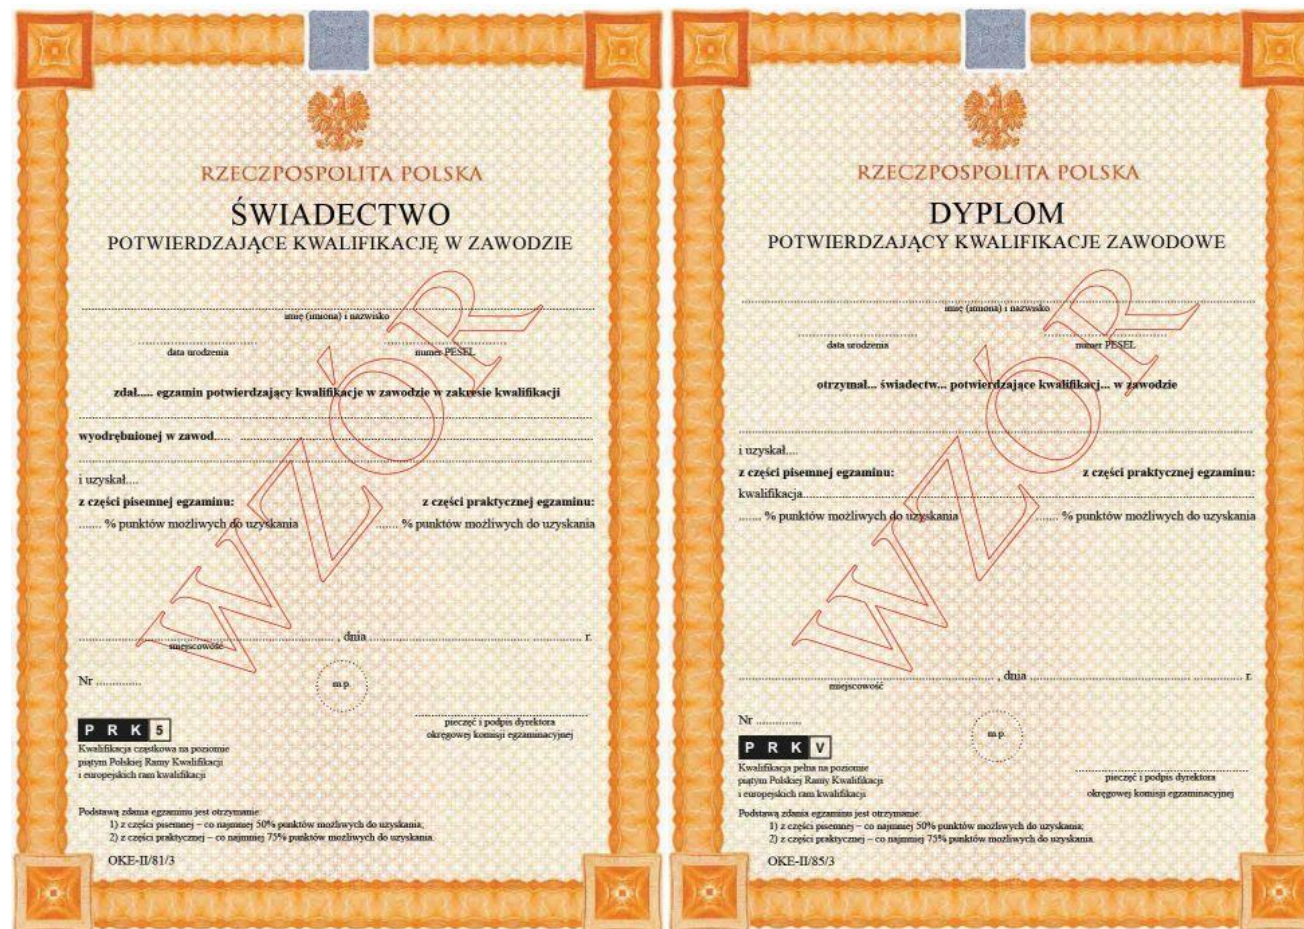 RZECZPOSPOLITA POLSKA
ŚWIADECTWO
POTWIERDZAJĄCE KWALIFIKACJĘ W ZAWODZIE
imię (imiona) i nazwisko
data urodzenia
numer PESEL
zdał..... egzamin potwierdzający kwalifikacje w zawodzie w zakresie kwalifikacji
wyodrębnionej w zawod.....
i uzyskał....
z części pisemnej egzaminu: z części praktycznej egzaminu:
....... % punktów możliwych do uzyskania ....... % punktów możliwych do uzyskania
WZÓR
, dnia r.
miejscowość
Nr ...............
m.p.
pieczęć i podpis dyrektora
okręgowej komisji egzaminacyjnej
P R K 5
Kwalifikacja cząstkowa na poziomie
piątym Polskiej Ramy Kwalifikacji
i europejskich ram kwalifikacji
Podstawą zdania egzaminu jest otrzymanie:
1) z części pisemnej – co najmniej 50% punktów możliwych do uzyskania;
2) z części praktycznej – co najmniej 75% punktów możliwych do uzyskania.
OKE-II/81/3
RZECZPOSPOLITA POLSKA
DYPLOM
POTWIERDZAJĄCY KWALIFIKACJE ZAWODOWE
imię (imiona) i nazwisko
data urodzenia
numer PESEL
otrzymał... świadectw... potwierdzające kwalifikacj... w zawodzie
i uzyskał....
z części pisemnej egzaminu: z części praktycznej egzaminu:
kwalifikacja
....... % punktów możliwych do uzyskania ....... % punktów możliwych do uzyskania
WZÓR
, dnia r.
miejscowość
Nr ...............
m.p.
P R K V
Kwalifikacja pełna na poziomie
piątym Polskiej Ramy Kwalifikacji
i europejskich ram kwalifikacji
pieczęć i podpis dyrektora
okręgowej komisji egzaminacyjnej
Podstawą zdania egzaminu jest otrzymanie:
1) z części pisemnej – co najmniej 50% punktów możliwych do uzyskania;
2) z części praktycznej – co najmniej 75% punktów możliwych do uzyskania.
OKE-II/85/3